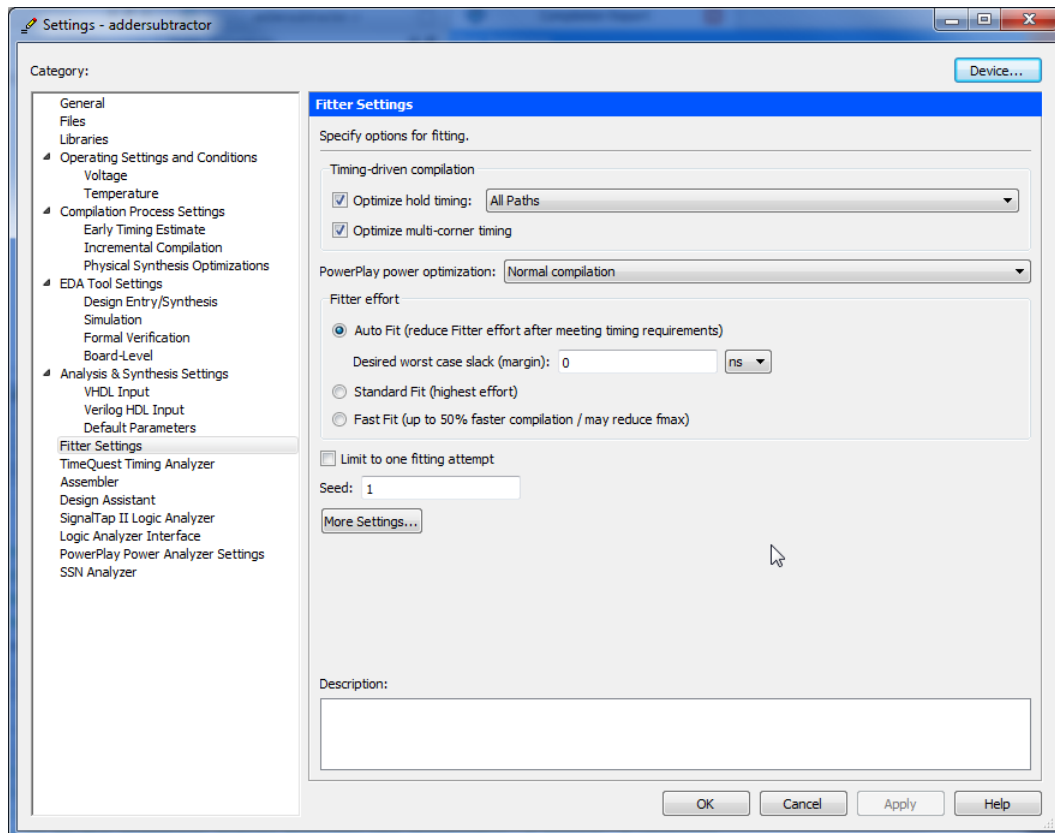 Settings - addersubtractor
Category:
Device...
General
Files
Libraries
Operating Settings and Conditions
Voltage
Temperature
Compilation Process Settings
Early Timing Estimate
Incremental Compilation
Physical Synthesis Optimizations
EDA Tool Settings
Design Entry/Synthesis
Simulation
Formal Verification
Board-Level
Analysis & Synthesis Settings
VHDL Input
Verilog HDL Input
Default Parameters
Fitter Settings
TimeQuest Timing Analyzer
Assembler
Design Assistant
SignalTap II Logic Analyzer
Logic Analyzer Interface
PowerPlay Power Analyzer Settings
SSN Analyzer
Fitter Settings
Specify options for fitting.
Timing-driven compilation
Optimize hold timing: All Paths
Optimize multi-corner timing
PowerPlay power optimization: Normal compilation
Fitter effort
Auto Fit (reduce Fitter effort after meeting timing requirements)
Desired worst case slack (margin): 0 ns
Standard Fit (highest effort)
Fast Fit (up to 50% faster compilation / may reduce fmax)
Limit to one fitting attempt
Seed: 1
More Settings...
Description:
OK Cancel Apply Help